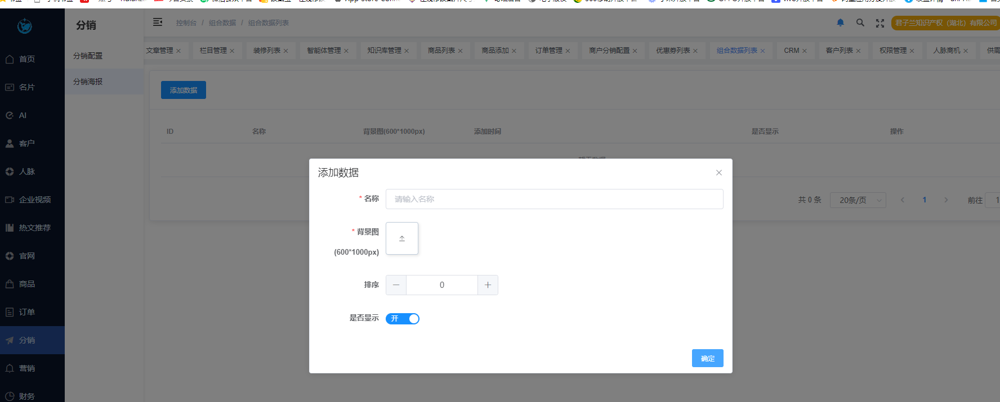 分销
控制台 / 组合数据 / 组合数据列表
君子兰知识产权（湖北）有限公司
文章管理
栏目管理
装修列表
智能体管理
知识库管理
商品列表
商品添加
订单管理
商户分销配置
优惠券列表
组合数据列表
CRM
客户列表
权限管理
人脉商机
供需
首页
名片
AI
客户
人脉
企业视频
热文推荐
官网
商品
订单
分销
营销
财务
分销配置
分销海报
添加数据
ID
名称
背景图(600*1000px)
添加时间
是否显示
操作
共 0 条
20条/页
1
前往
1
添加数据
* 名称
请输入名称
* 背景图
(600*1000px)
排序
0
是否显示
开
确定